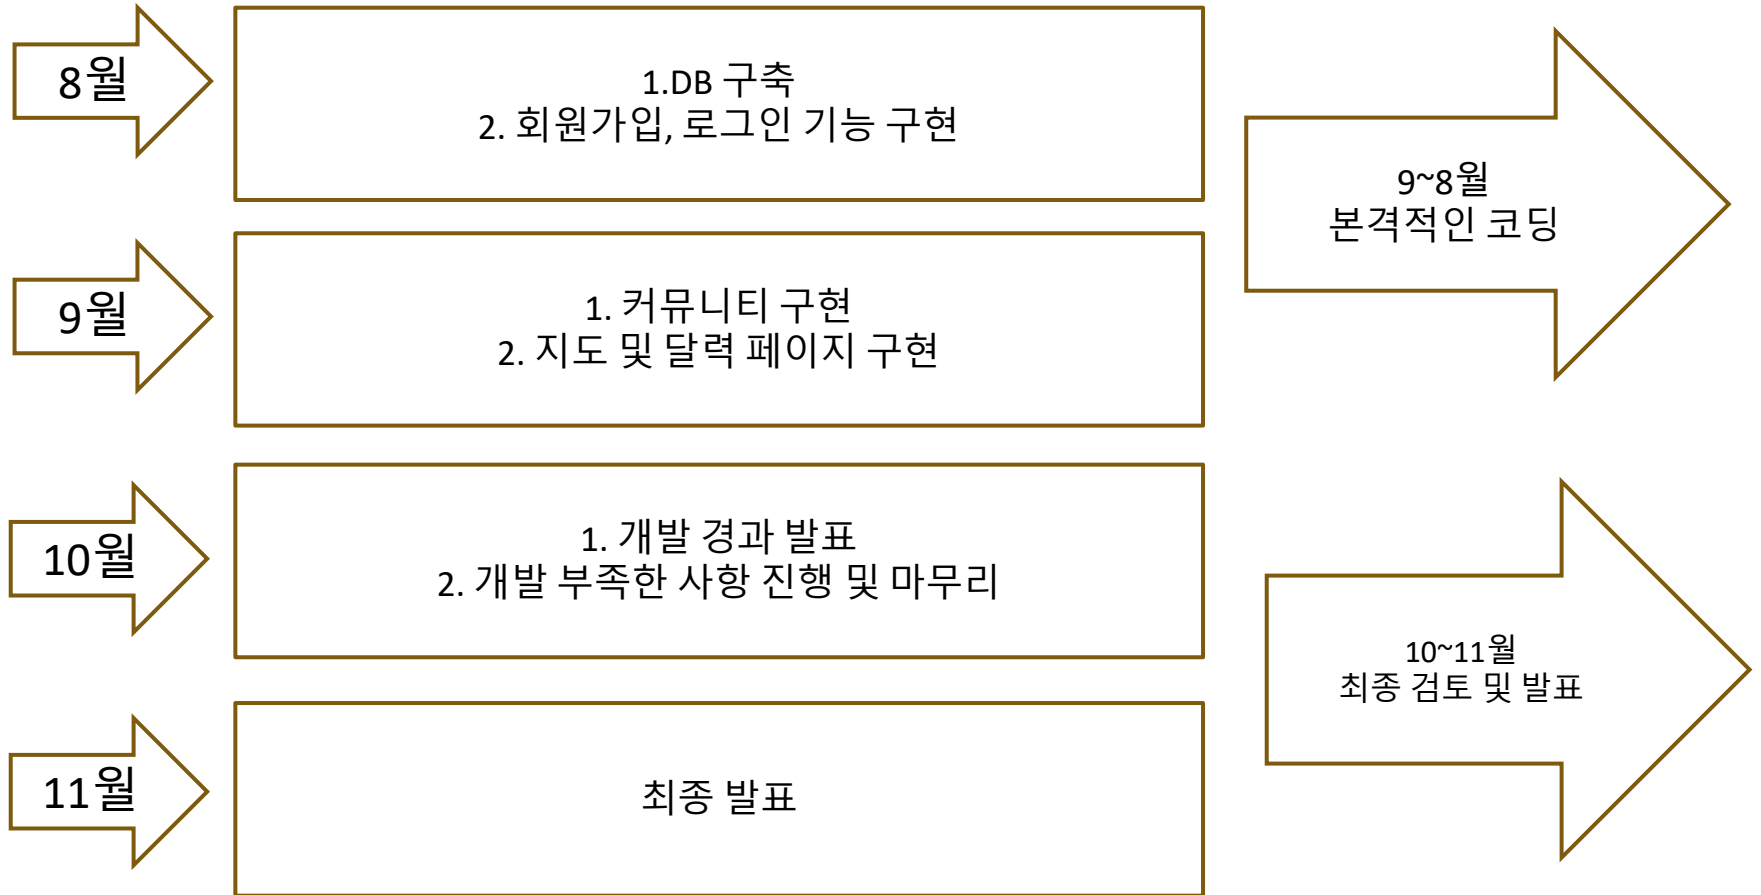 8월
1.DB 구축
2. 회원가입, 로그인 기능 구현
9~8월
본격적인 코딩
9월
1. 커뮤니티 구현
2. 지도 및 달력 페이지 구현
10월
1. 개발 경과 발표
2. 개발 부족한 사항 진행 및 마무리
10~11월
최종 검토 및 발표
11월
최종 발표